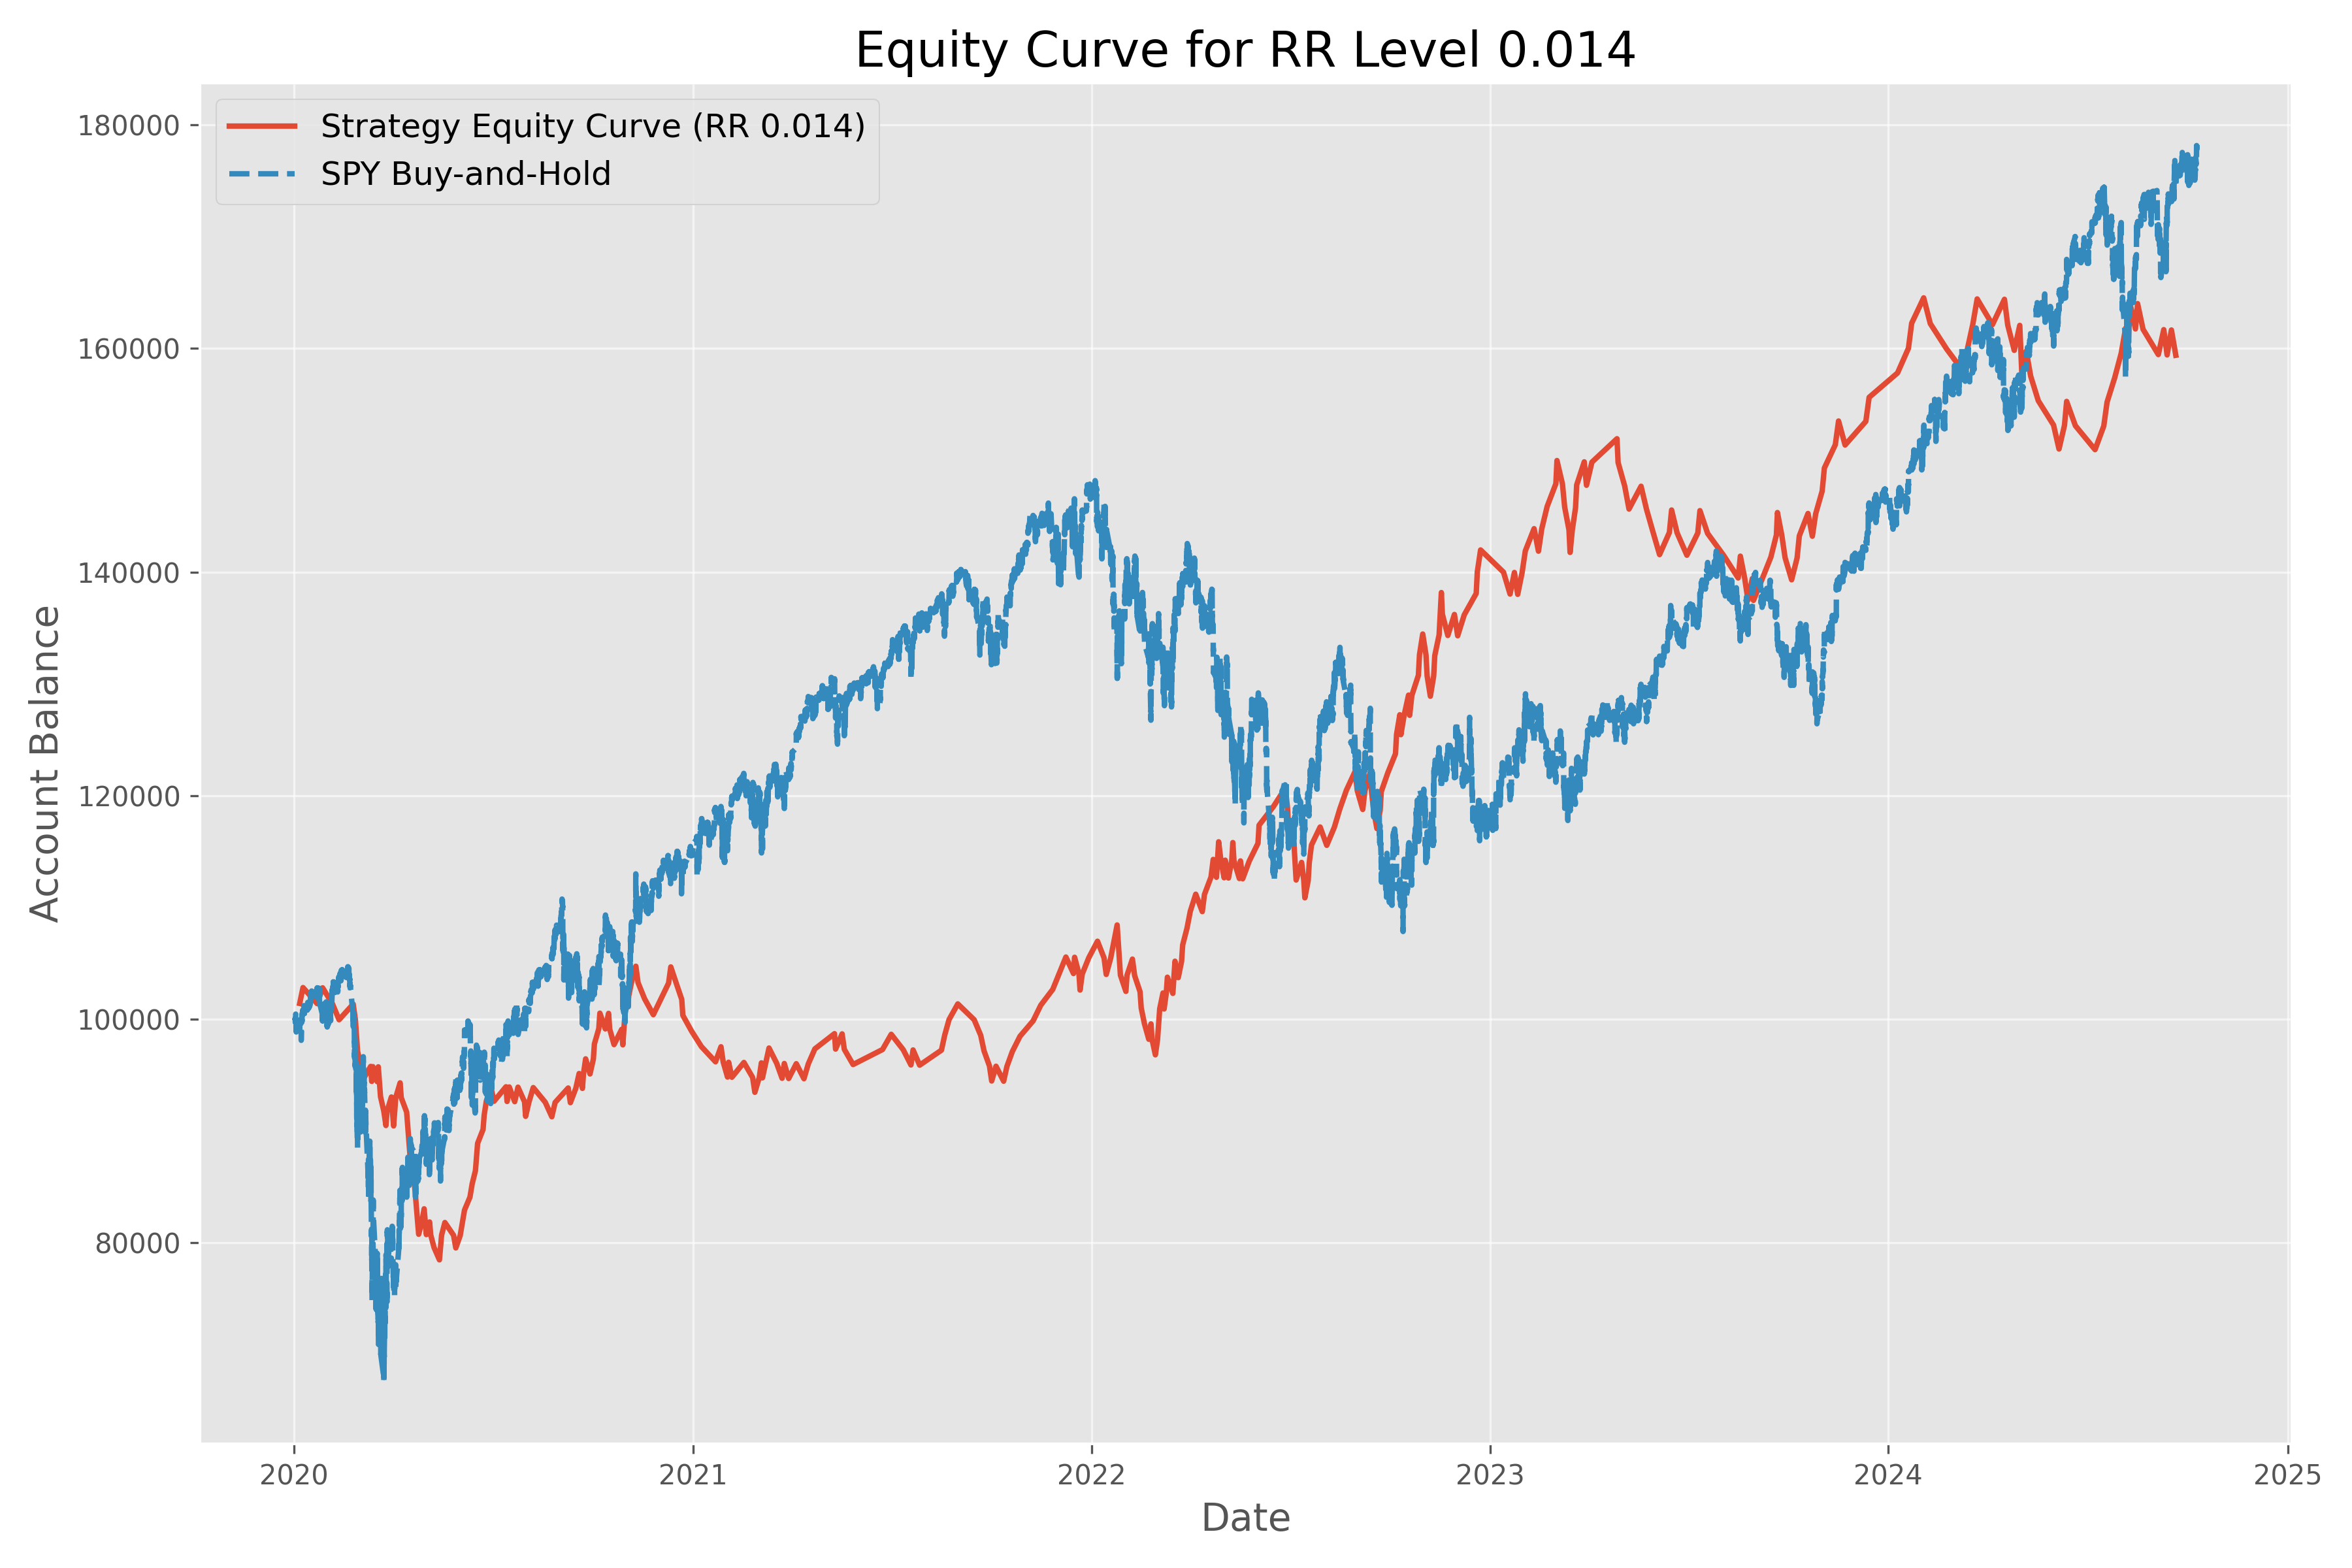 Equity Curve for RR Level 0.014
Strategy Equity Curve (RR 0.014)
SPY Buy-and-Hold
180000
160000
140000
120000
100000
80000
Account Balance
2020
2021
2022
2023
2024
2025
Date